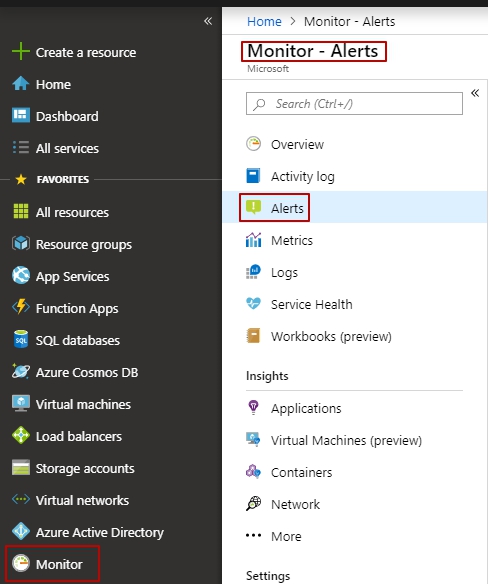 «
Create a resource
Home
Dashboard
All services
FAVORITES
All resources
Resource groups
App Services
Function Apps
SQL databases
Azure Cosmos DB
Virtual machines
Load balancers
Storage accounts
Virtual networks
Azure Active Directory
Monitor
Home > Monitor - Alerts
Monitor - Alerts
Microsoft
«
Search (Ctrl+/)
Overview
Activity log
Alerts
Metrics
Logs
Service Health
Workbooks (preview)
Insights
Applications
Virtual Machines (preview)
Containers
Network
More
Settings